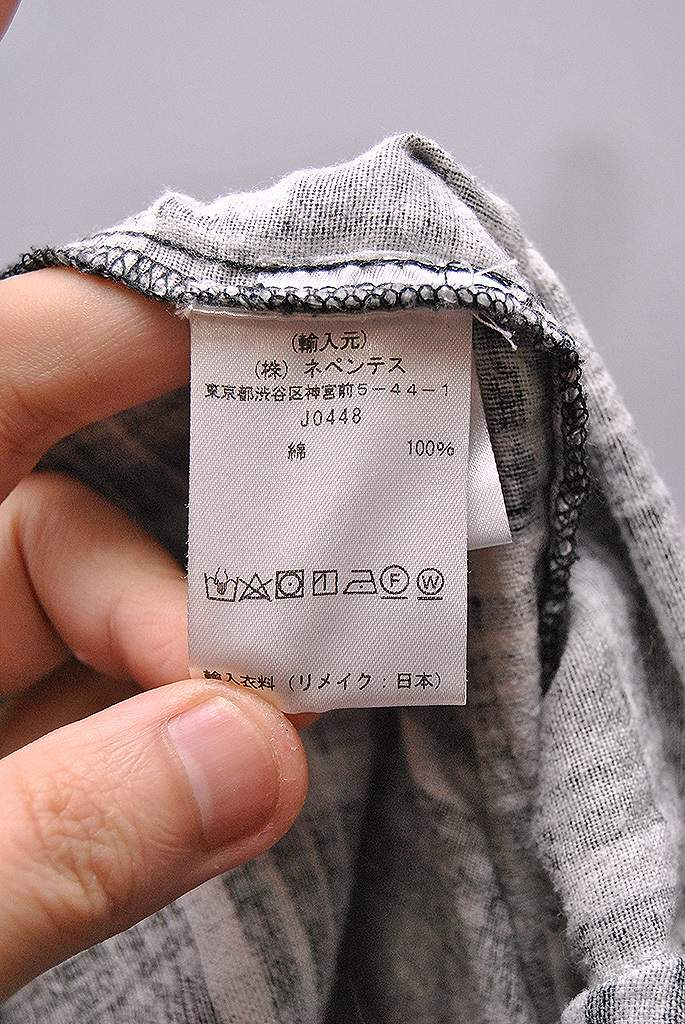 (輸入元)
(株) ネペンテス
東京都渋谷区神宮前5-44-1
J0448
綿 100%
F W
輸入衣料 (リメイク:日本)